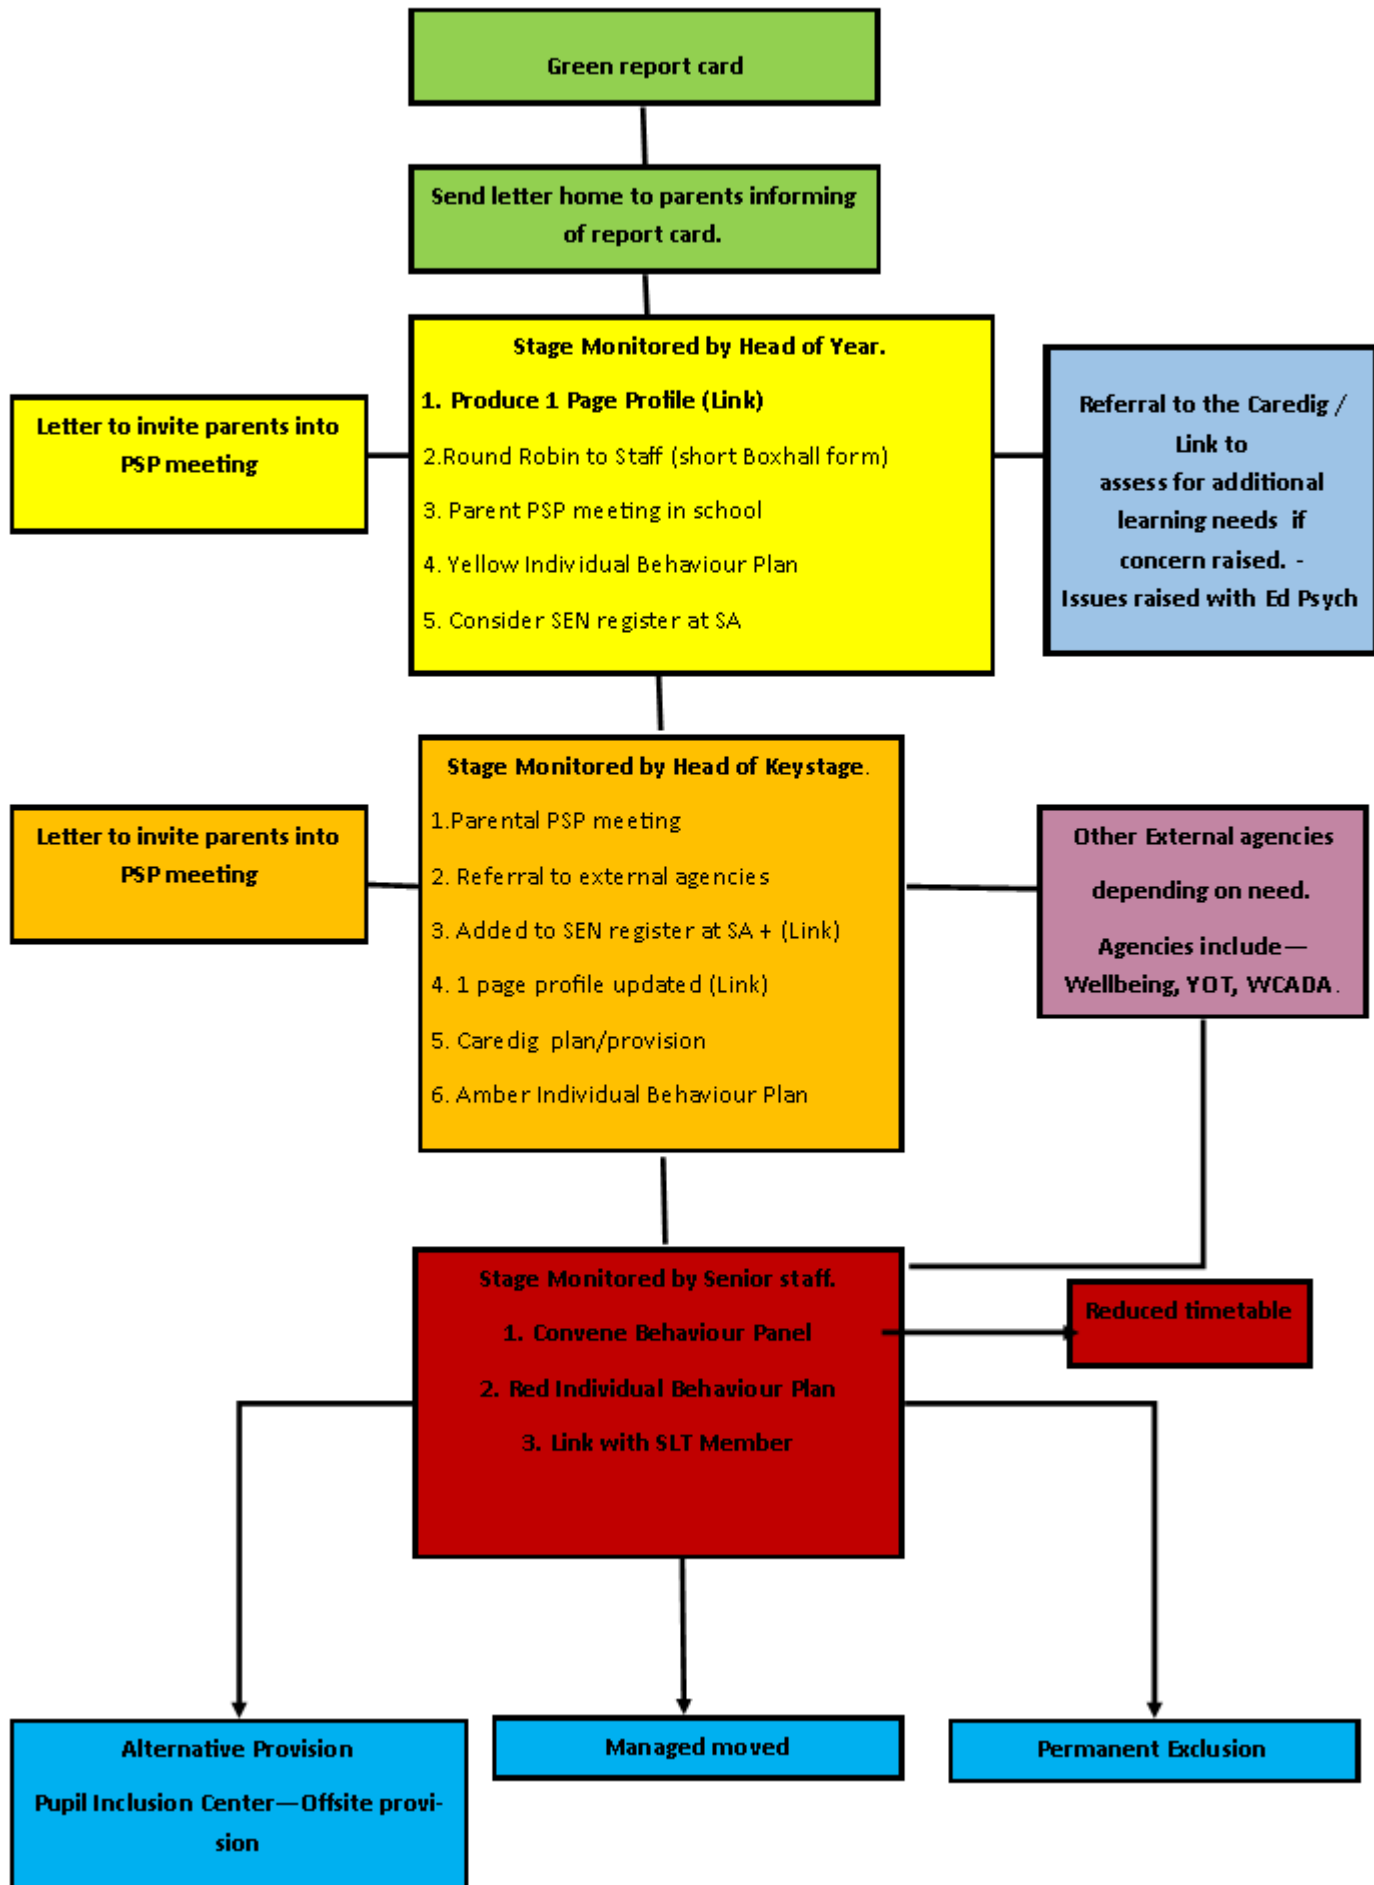 Green report card
Send letter home to parents informing
of report card.
Stage Monitored by Head of Year.
1. Produce 1 Page Profile (Link)
2.Round Robin to Staff (short Boxhall form)
3. Parent PSP meeting in school
4. Yellow Individual Behaviour Plan
5. Consider SEN register at SA
Letter to invite parents into
PSP meeting
Referral to the Caredig /
Link to
assess for additional
learning needs if
concern raised. -
Issues raised with Ed Psych
Stage Monitored by Head of Keystage.
1.Parental PSP meeting
2. Referral to external agencies
3. Added to SEN register at SA + (Link)
4. 1 page profile updated (Link)
5. Caredig plan/provision
6. Amber Individual Behaviour Plan
Letter to invite parents into
PSP meeting
Other External agencies
depending on need.
Agencies include—
Wellbeing, YOT, WCADA.
Stage Monitored by Senior staff.
1. Convene Behaviour Panel
2. Red Individual Behaviour Plan
3. Link with SLT Member
Reduced timetable
Alternative Provision
Pupil Inclusion Center—Offsite provi-
sion
Managed moved
Permanent Exclusion